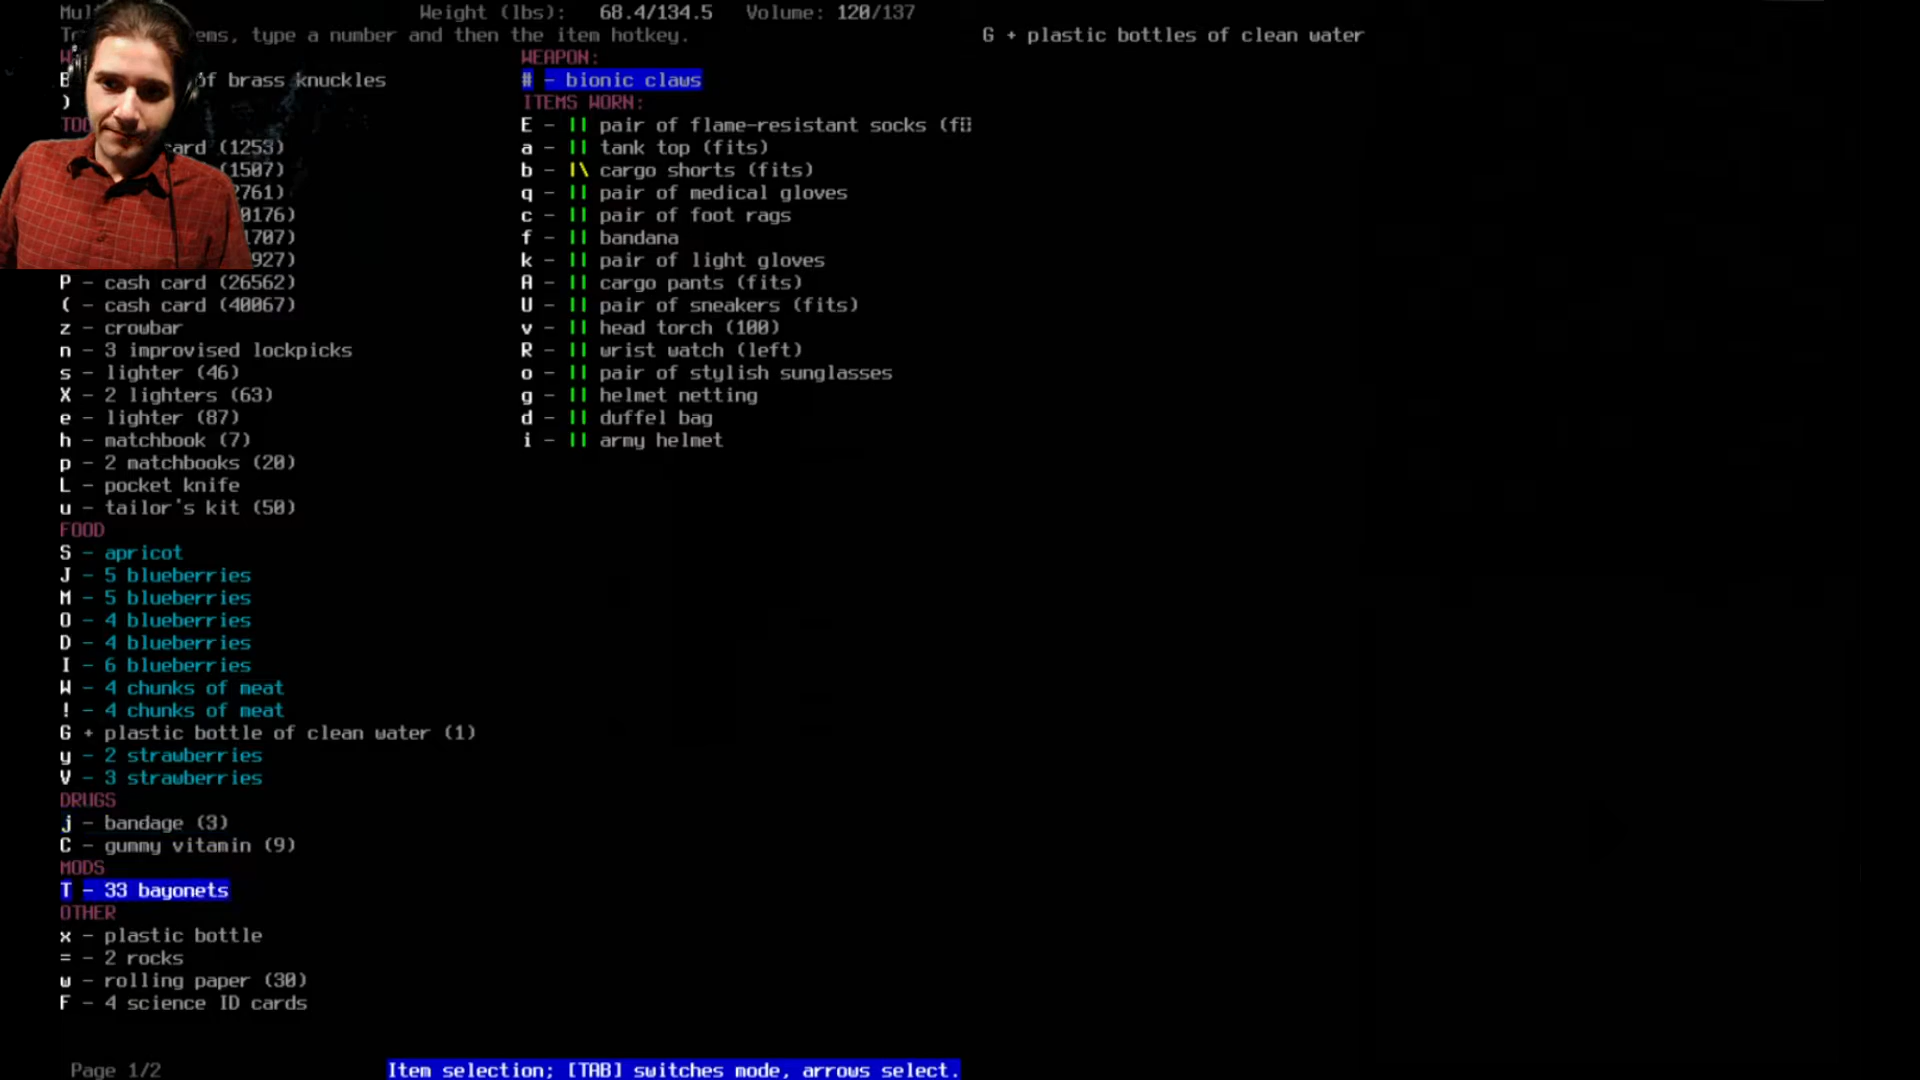 Mul Weight (lbs): 68.4/134.5 Volume: 120/137
ems, type a number and then the item hotkey. G + plastic bottles of clean water
WEAPON:
of brass knuckles # - bionic claws
) ITEMS WORN:
E - || pair of flame-resistant socks (f
ard (1253) a - || tank top (fits)
(1507) b - |\ cargo shorts (fits)
2761) q - || pair of medical gloves
0176) c - || pair of foot rags
1707) f - || bandana
927) k - || pair of light gloves
P - cash card (26562) A - || cargo pants (fits)
( - cash card (40067) U - || pair of sneakers (fits)
z - crowbar v - || head torch (100)
n - 3 improvised lockpicks R - || wrist watch (left)
s - lighter (46) o - || pair of stylish sunglasses
X - 2 lighters (63) g - || helmet netting
e - lighter (87) d - || duffel bag
h - matchbook (7) i - || army helmet
p - 2 matchbooks (20)
L - pocket knife
u - tailor's kit (50)
FOOD
S - apricot
J - 5 blueberries
M - 5 blueberries
O - 4 blueberries
D - 4 blueberries
I - 6 blueberries
W - 4 chunks of meat
! - 4 chunks of meat
G + plastic bottle of clean water (1)
y - 2 strawberries
V - 3 strawberries
DRUGS
j - bandage (3)
C - gummy vitamin (9)
MODS
T - 33 bayonets
OTHER
x - plastic bottle
= - 2 rocks
w - rolling paper (30)
F - 4 science ID cards
Page 1/2 Item selection; [TAB] switches mode, arrows select.